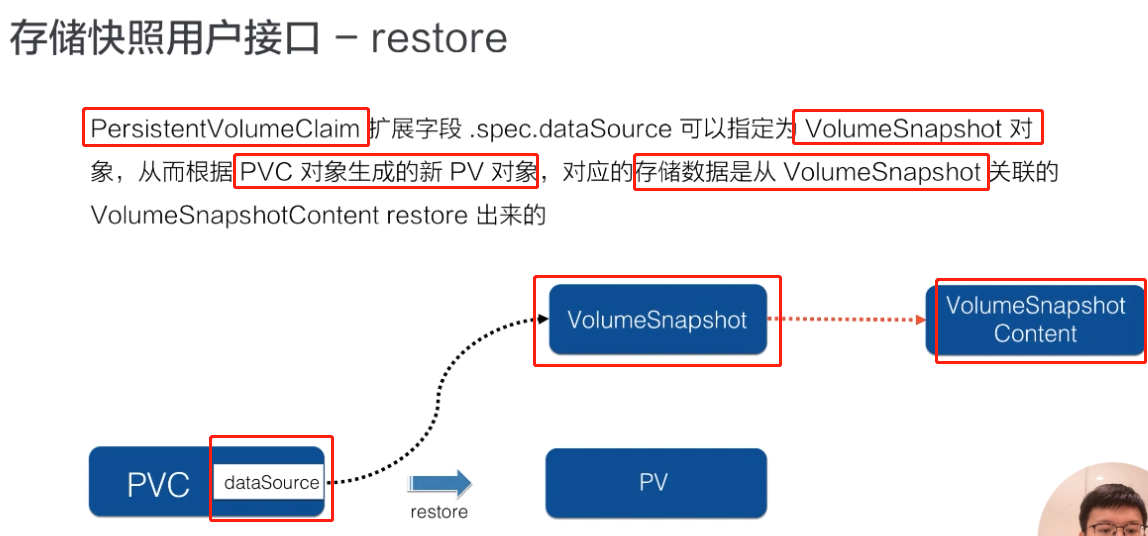 存储快照用户接口 – restore
PersistentVolumeClaim 扩展字段 .spec.dataSource 可以指定为 VolumeSnapshot 对
象，从而根据 PVC 对象生成的新 PV 对象，对应的存储数据是从 VolumeSnapshot 关联的
VolumeSnapshotContent restore 出来的
VolumeSnapshot
VolumeSnapshot
Content
PVC
dataSource
restore
PV